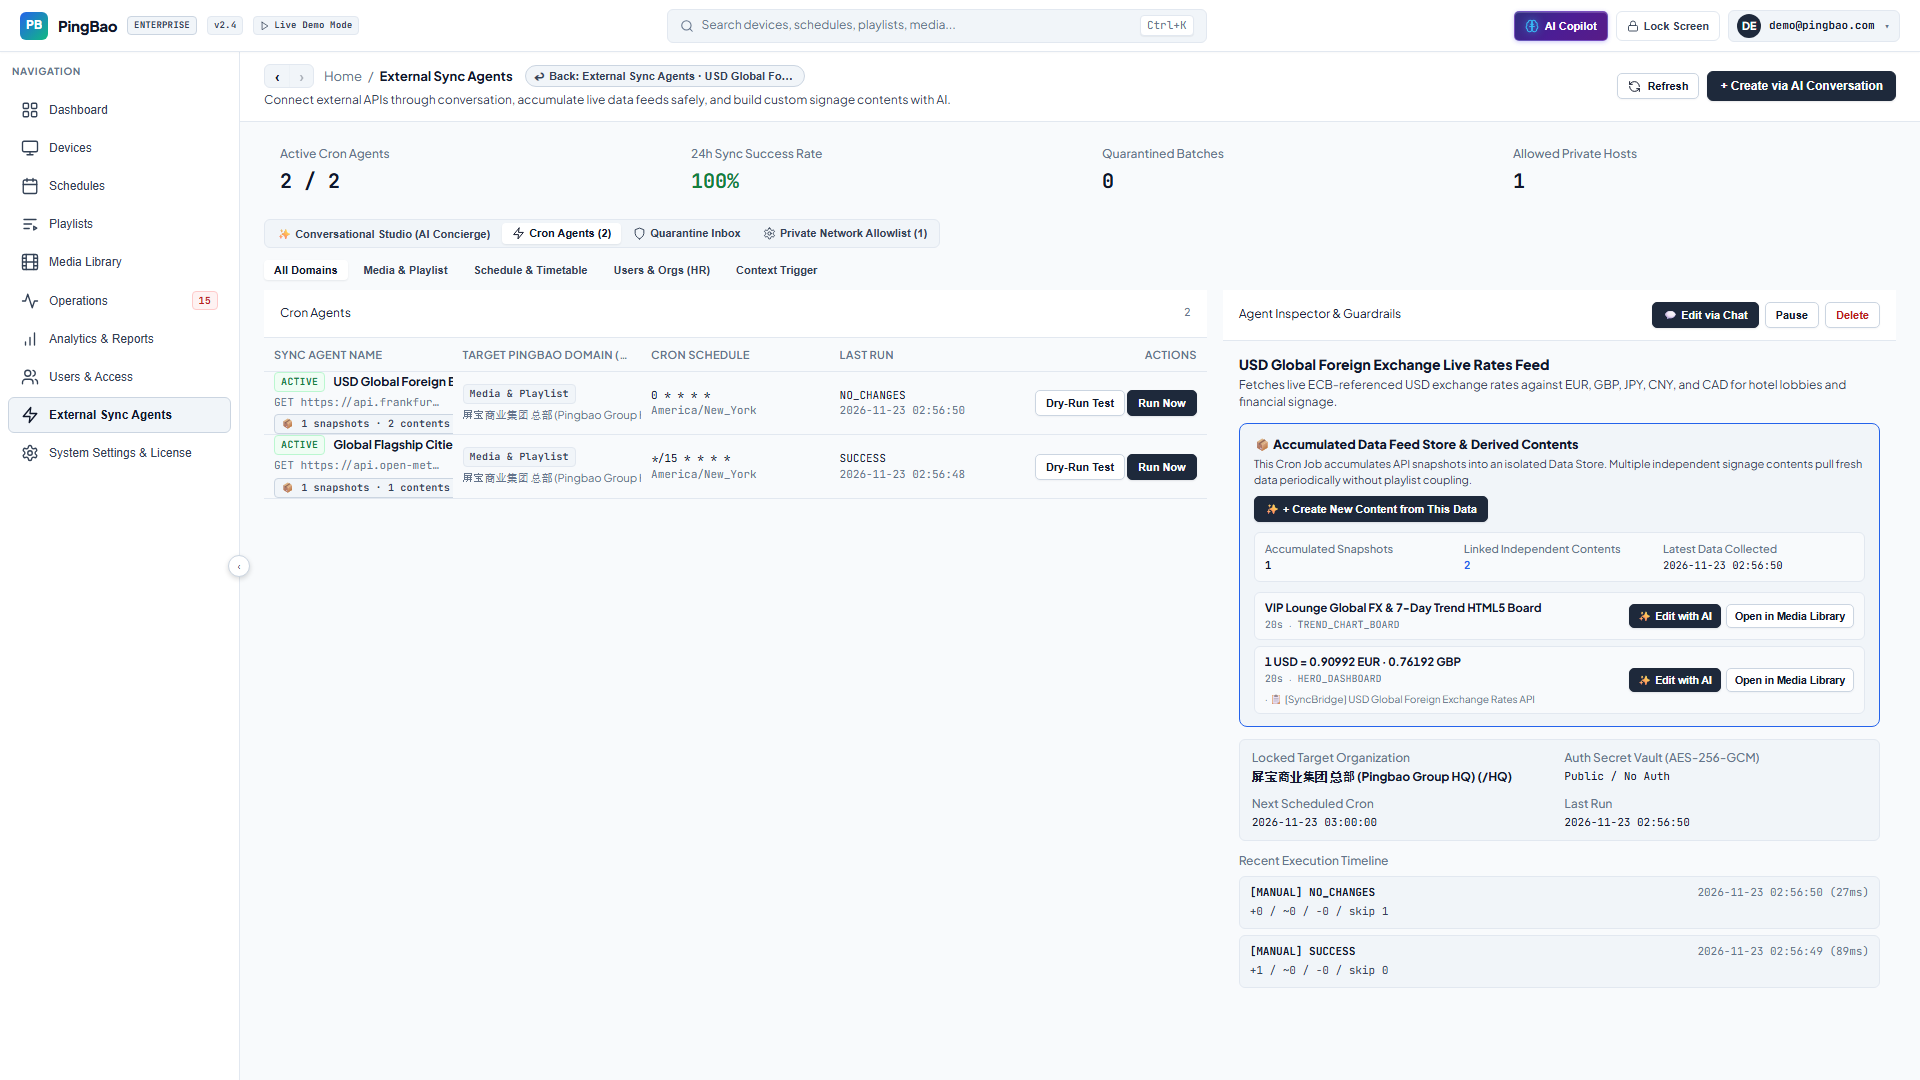 PB PingBao ENTERPRISE v2.4 Live Demo Mode
Search devices, schedules, playlists, media... Ctrl+K
AI Copilot Lock Screen DE demo@pingbao.com
NAVIGATION
Dashboard
Devices
Schedules
Playlists
Media Library
Operations 15
Analytics & Reports
Users & Access
External Sync Agents
System Settings & License
Home / External Sync Agents Back: External Sync Agents · USD Global Fo...
Connect external APIs through conversation, accumulate live data feeds safely, and build custom signage contents with AI.
Refresh + Create via AI Conversation
Active Cron Agents
2 / 2
24h Sync Success Rate
100%
Quarantined Batches
0
Allowed Private Hosts
1
Conversational Studio (AI Concierge) Cron Agents (2) Quarantine Inbox Private Network Allowlist (1)
All Domains Media & Playlist Schedule & Timetable Users & Orgs (HR) Context Trigger
Cron Agents 2
SYNC AGENT NAME TARGET PINGBAO DOMAIN (... CRON SCHEDULE LAST RUN ACTIONS
ACTIVE USD Global Foreign E
GET https://api.frankfur…
1 snapshots · 2 contents
Media & Playlist
屏宝商业集团总部 (Pingbao Group H
0 * * * *
America/New_York
NO_CHANGES
2026-11-23 02:56:50
Dry-Run Test Run Now
ACTIVE Global Flagship Citie
GET https://api.open-met…
1 snapshots · 1 contents
Media & Playlist
屏宝商业集团总部 (Pingbao Group H
*/15 * * * *
America/New_York
SUCCESS
2026-11-23 02:56:48
Dry-Run Test Run Now
Agent Inspector & Guardrails Edit via Chat Pause Delete
USD Global Foreign Exchange Live Rates Feed
Fetches live ECB-referenced USD exchange rates against EUR, GBP, JPY, CNY, and CAD for hotel lobbies and
financial signage.
Accumulated Data Feed Store & Derived Contents
This Cron Job accumulates API snapshots into an isolated Data Store. Multiple independent signage contents pull fresh
data periodically without playlist coupling.
+ Create New Content from This Data
Accumulated Snapshots
1
Linked Independent Contents
2
Latest Data Collected
2026-11-23 02:56:50
VIP Lounge Global FX & 7-Day Trend HTML5 Board
20s · TREND_CHART_BOARD
Edit with AI Open in Media Library
1 USD = 0.90992 EUR · 0.76192 GBP
20s · HERO_DASHBOARD
· [SyncBridge] USD Global Foreign Exchange Rates API
Edit with AI Open in Media Library
Locked Target Organization
屏宝商业集团总部 (Pingbao Group HQ) (/HQ)
Auth Secret Vault (AES-256-GCM)
Public / No Auth
Next Scheduled Cron
2026-11-23 03:00:00
Last Run
2026-11-23 02:56:50
Recent Execution Timeline
[MANUAL] NO_CHANGES 2026-11-23 02:56:50 (27ms)
+0 / ~0 / -0 / skip 1
[MANUAL] SUCCESS 2026-11-23 02:56:49 (89ms)
+1 / ~0 / -0 / skip 0